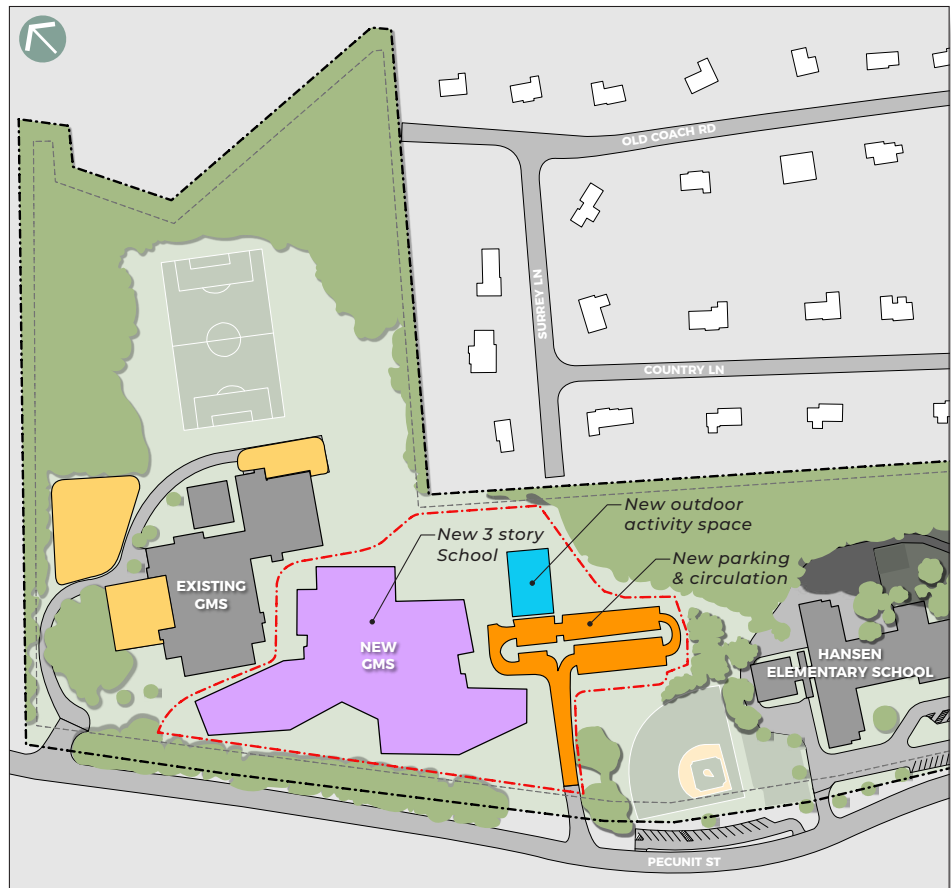 OLD COACH RD
SURREY LN
COUNTRY LN
New outdoor
activity space
New 3 story
School
New parking
& circulation
EXISTING
GMS
NEW
GMS
HANSEN
ELEMENTARY SCHOOL
PECUNIT ST